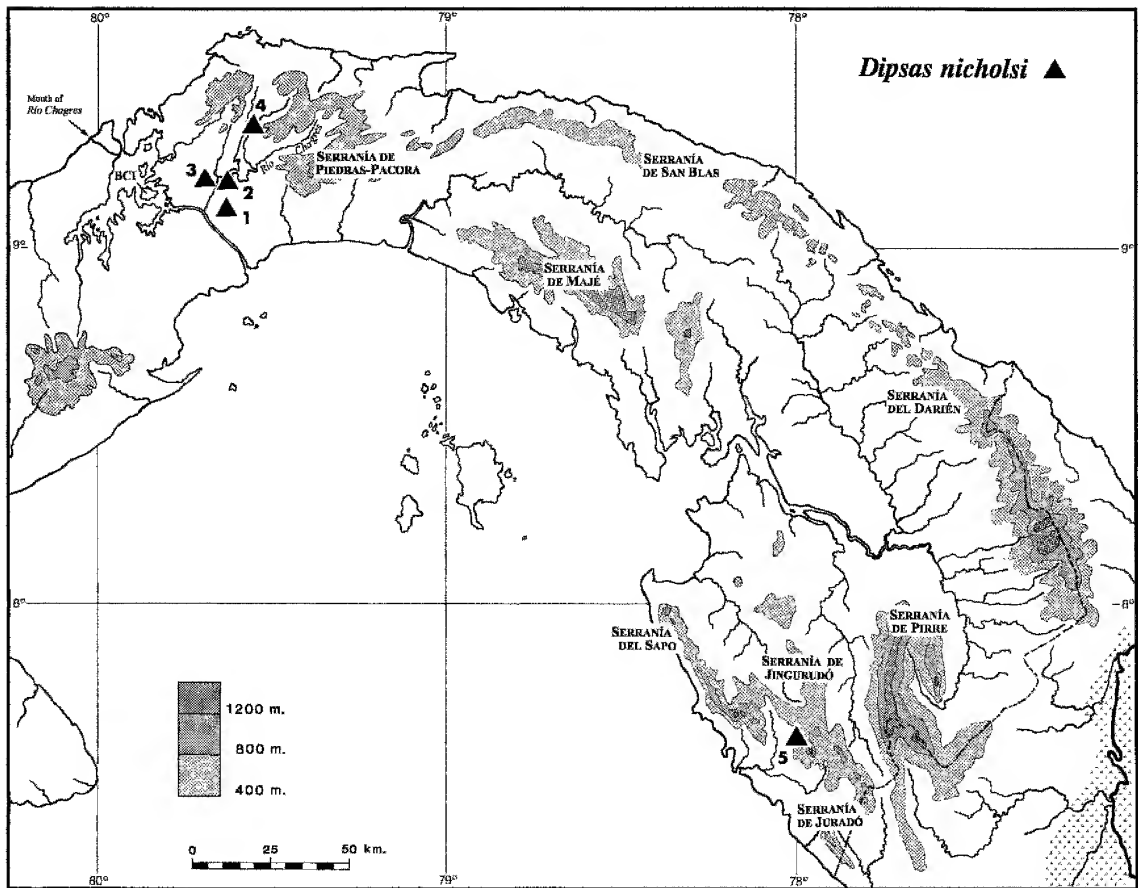 80°
79°
78°
Dipsas nicholsi
Mouth of
Río Chagres
4
BCI
3
Río Chagres
SERRANÍA DE
PIEDRAS-PACORA
2
1
SERRANÍA
DE SAN BLAS
9°
9°
SERRANÍA
DE MAJÉ
SERRANÍA
DEL DARIÉN
8°
8°
SERRANÍA
DEL SAPO
SERRANÍA
DE PIRRE
SERRANÍA DE
JINGURUDÓ
5
SERRANÍA
DE JURADÓ
1200 m.
800 m.
400 m.
0 25 50 km.
80°
79°
78°